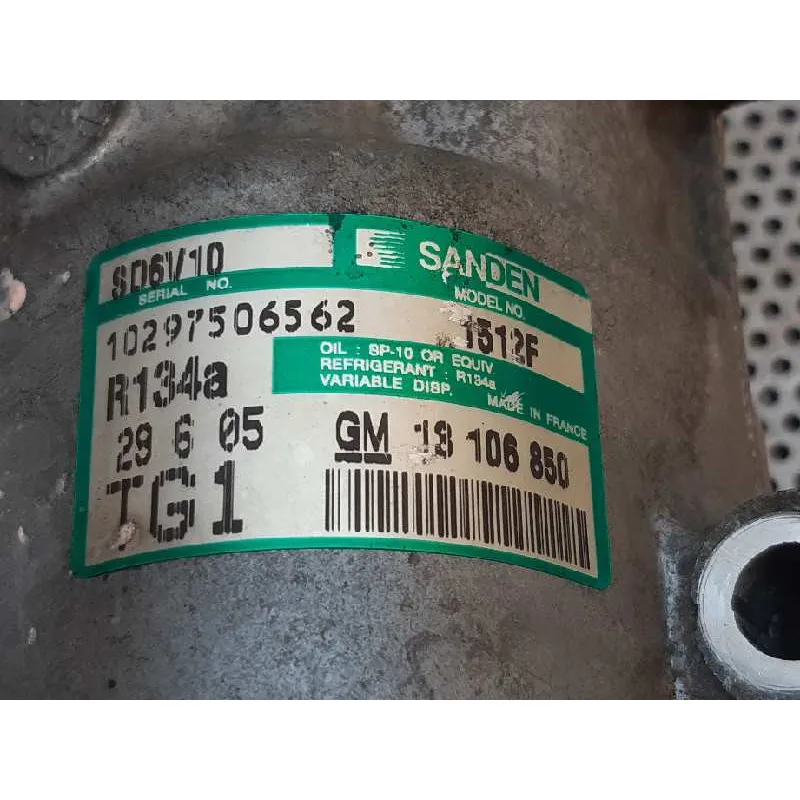 SD6V10
SANDEN
SERIAL NO.
MODEL NO.
10297506562
1512F
R134a
OIL : SP-10 OR EQUIV
REFRIGERANT : R134a
VARIABLE DISP.
MADE IN FRANCE
29 6 05
GM 13 106 850
TG1